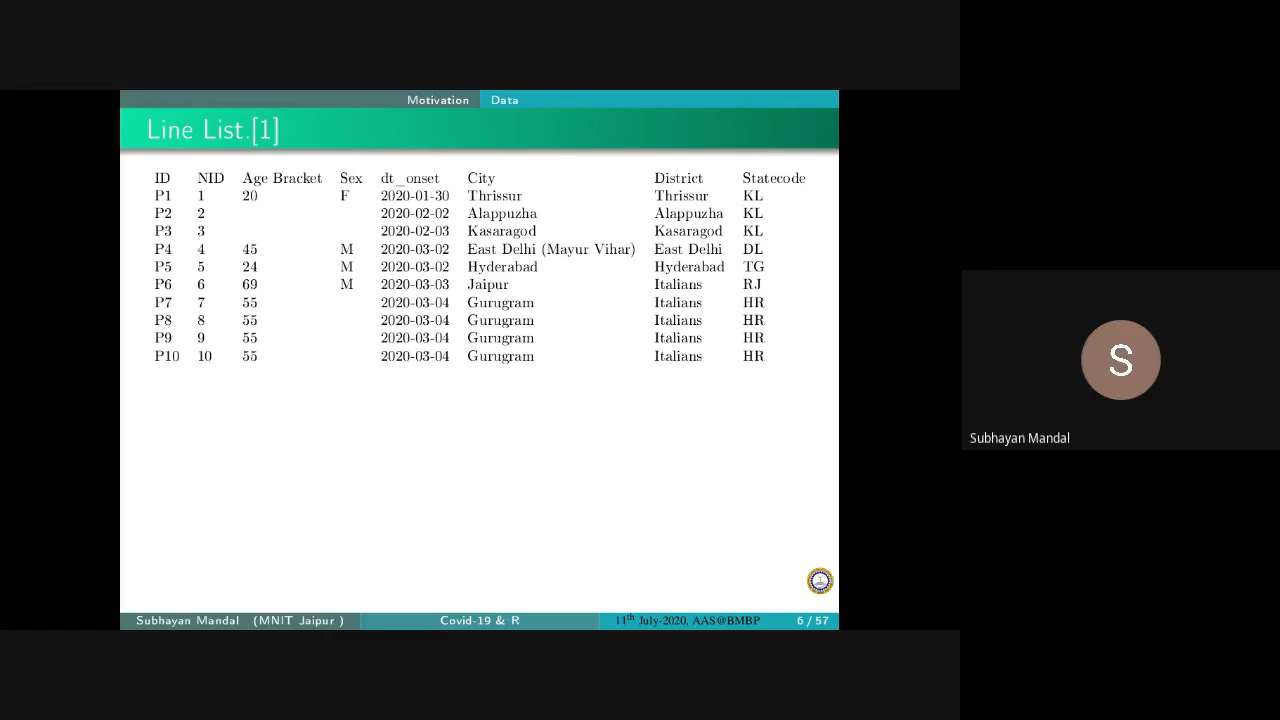 Motivation Data
Line List.[1]
ID NID Age Bracket Sex dt_onset City District Statecode
P1 1 20 F 2020-01-30 Thrissur Thrissur KL
P2 2 2020-02-02 Alappuzha Alappuzha KL
P3 3 2020-02-03 Kasaragod Kasaragod KL
P4 4 45 M 2020-03-02 East Delhi (Mayur Vihar) East Delhi DL
P5 5 24 M 2020-03-02 Hyderabad Hyderabad TG
P6 6 69 M 2020-03-03 Jaipur Italians RJ
P7 7 55 2020-03-04 Gurugram Italians HR
P8 8 55 2020-03-04 Gurugram Italians HR
P9 9 55 2020-03-04 Gurugram Italians HR
P10 10 55 2020-03-04 Gurugram Italians HR
Subhayan Mandal (MNIT Jaipur ) Covid-19 & R 11th July-2020, AAS@BMBP 6 / 57
S
Subhayan Mandal